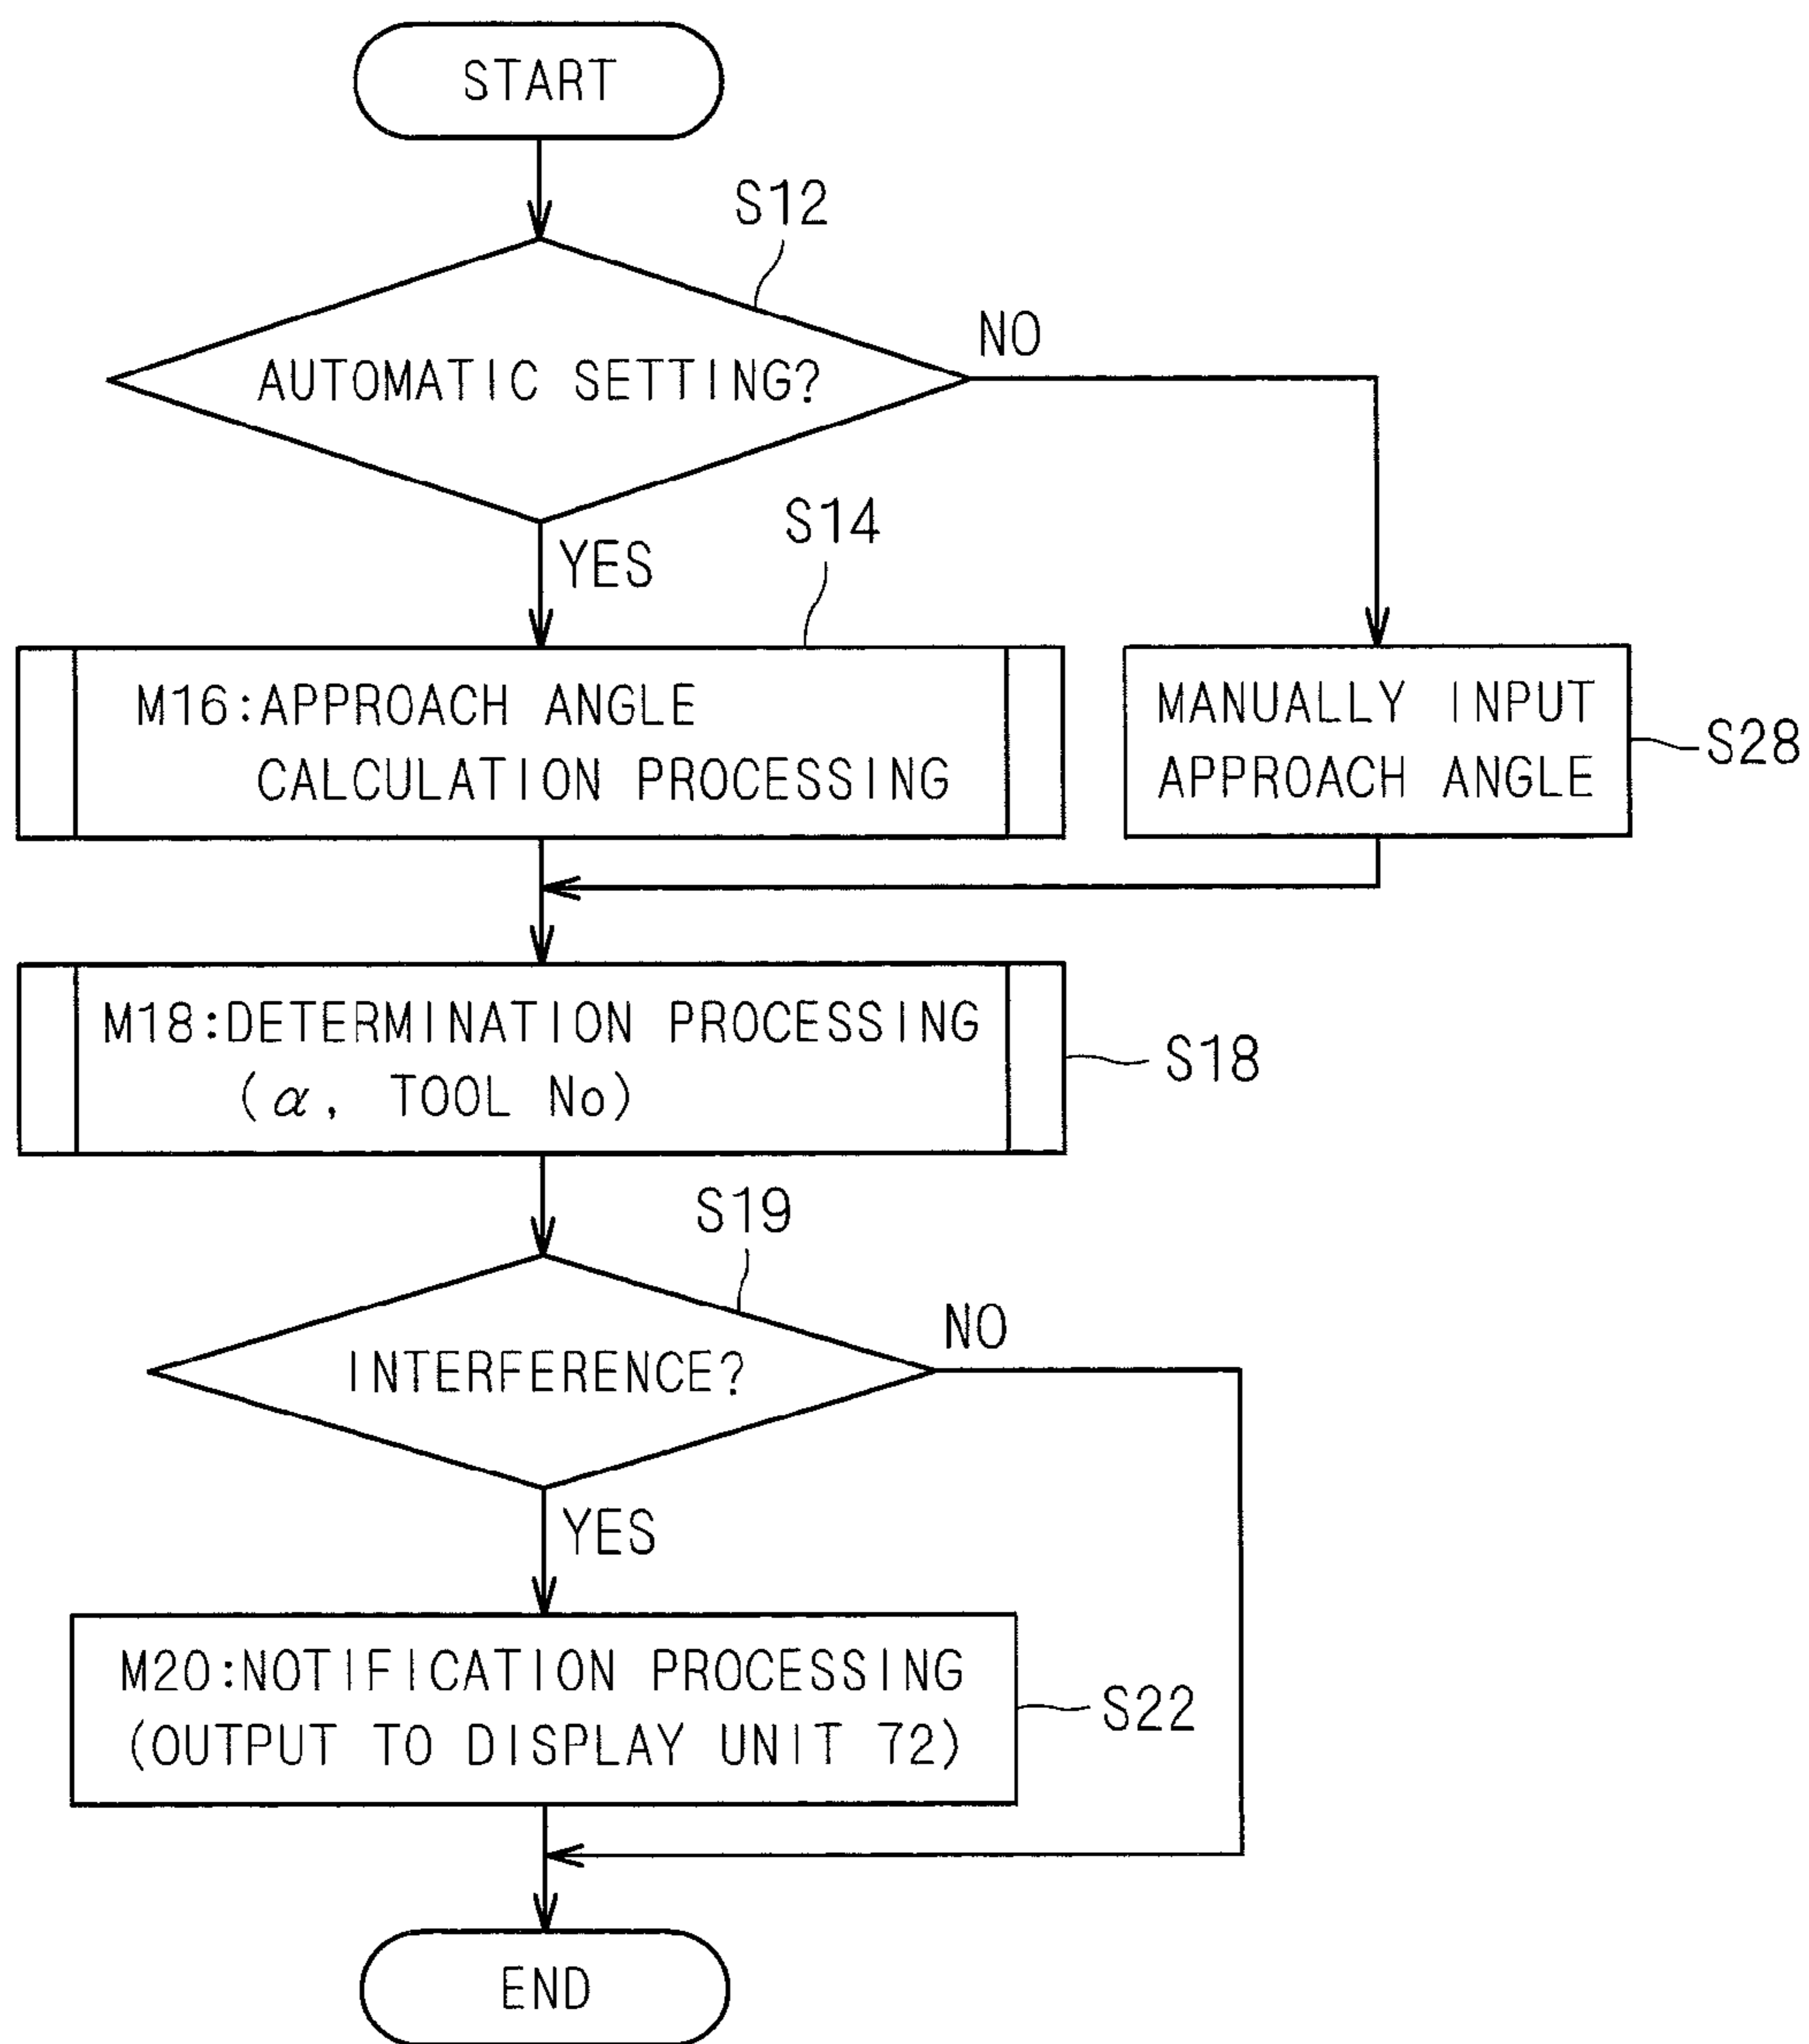 START
S12
AUTOMATIC SETTING?
NO
YES
S14
M16:APPROACH ANGLE
CALCULATION PROCESSING
MANUALLY INPUT
APPROACH ANGLE
S28
M18:DETERMINATION PROCESSING
(α, TOOL No)
S18
S19
INTERFERENCE?
NO
YES
M20:NOTIFICATION PROCESSING
(OUTPUT TO DISPLAY UNIT 72)
S22
END